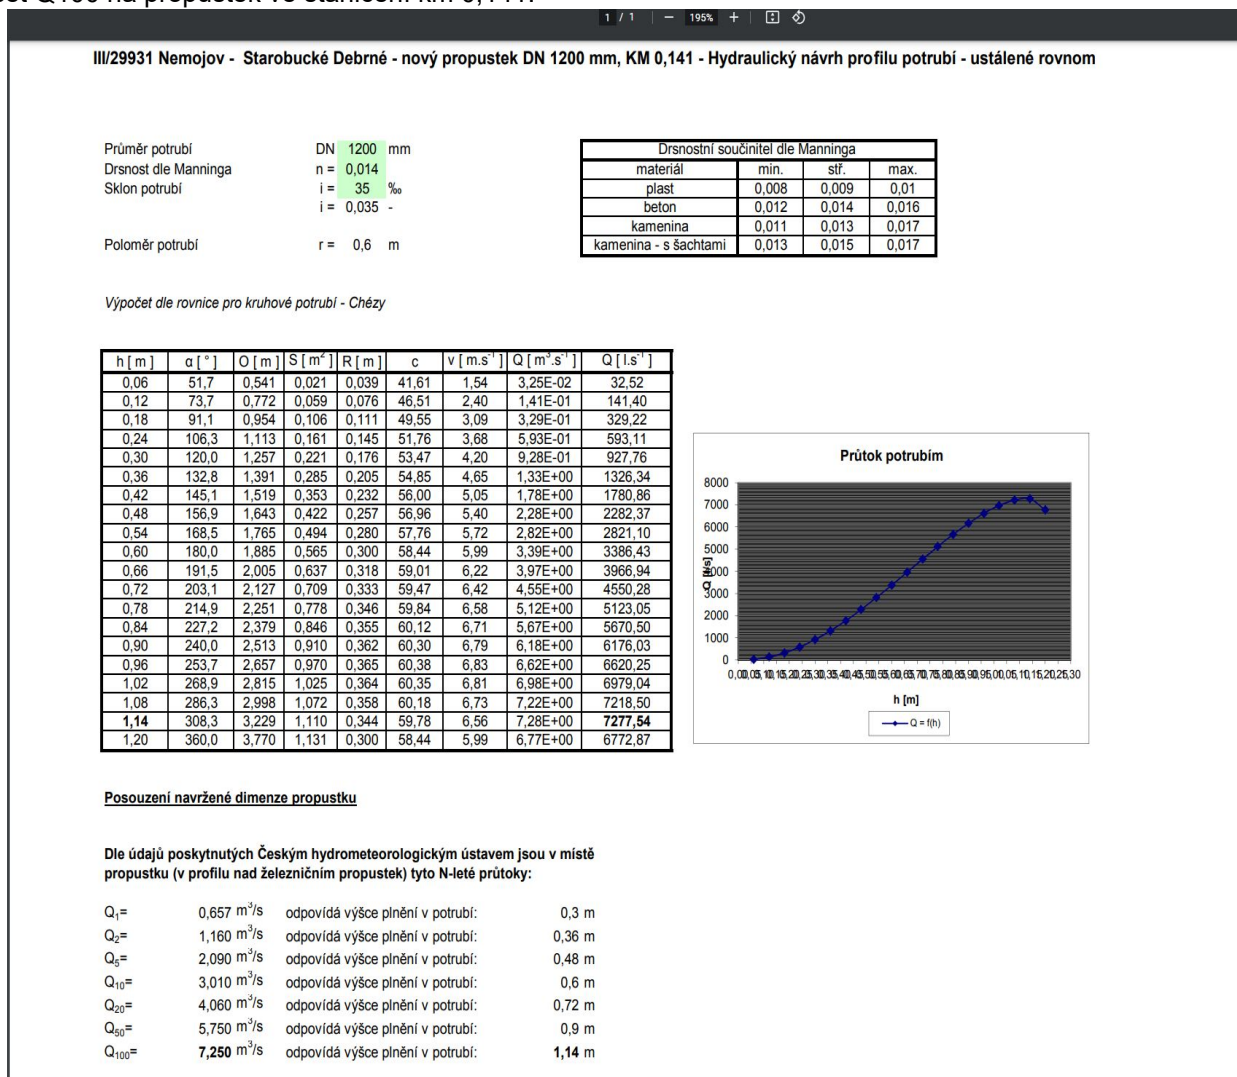 1 / 1 | − 195% + |
III/29931 Nemojov - Starobucké Debrné - nový propustek DN 1200 mm, KM 0,141 - Hydraulický návrh profilu potrubí - ustálené rovnom
Průměr potrubí DN 1200 mm
Drsnost dle Manninga n = 0,014
Sklon potrubí i = 35 ‰
i = 0,035 -
Poloměr potrubí r = 0,6 m
Drsnostní součinitel dle Manninga
materiál min. stř. max.
plast 0,008 0,009 0,01
beton 0,012 0,014 0,016
kamenina 0,011 0,013 0,017
kamenina - s šachtami 0,013 0,015 0,017
Výpočet dle rovnice pro kruhové potrubí - Chézy
h [ m ] α [ ° ] O [ m ] S [ m² ] R [ m ] c v [ m.s⁻¹ ] Q [ m³.s⁻¹ ] Q [ l.s⁻¹ ]
0,06 51,7 0,541 0,021 0,039 41,61 1,54 3,25E-02 32,52
0,12 73,7 0,772 0,059 0,076 46,51 2,40 1,41E-01 141,40
0,18 91,1 0,954 0,106 0,111 49,55 3,09 3,29E-01 329,22
0,24 106,3 1,113 0,161 0,145 51,76 3,68 5,93E-01 593,11
0,30 120,0 1,257 0,221 0,176 53,47 4,20 9,28E-01 927,76
0,36 132,8 1,391 0,285 0,205 54,85 4,65 1,33E+00 1326,34
0,42 145,1 1,519 0,353 0,232 56,00 5,05 1,78E+00 1780,86
0,48 156,9 1,643 0,422 0,257 56,96 5,40 2,28E+00 2282,37
0,54 168,5 1,765 0,494 0,280 57,76 5,72 2,82E+00 2821,10
0,60 180,0 1,885 0,565 0,300 58,44 5,99 3,39E+00 3386,43
0,66 191,5 2,005 0,637 0,318 59,01 6,22 3,97E+00 3966,94
0,72 203,1 2,127 0,709 0,333 59,47 6,42 4,55E+00 4550,28
0,78 214,9 2,251 0,778 0,346 59,84 6,58 5,12E+00 5123,05
0,84 227,2 2,379 0,846 0,355 60,12 6,71 5,67E+00 5670,50
0,90 240,0 2,513 0,910 0,362 60,30 6,79 6,18E+00 6176,03
0,96 253,7 2,657 0,970 0,365 60,38 6,83 6,62E+00 6620,25
1,02 268,9 2,815 1,025 0,364 60,35 6,81 6,98E+00 6979,04
1,08 286,3 2,998 1,072 0,358 60,18 6,73 7,22E+00 7218,50
1,14 308,3 3,229 1,110 0,344 59,78 6,56 7,28E+00 7277,54
1,20 360,0 3,770 1,131 0,300 58,44 5,99 6,77E+00 6772,87
Průtok potrubím
8000
7000
6000
5000
4000
3000
2000
1000
0
Q [l/s]
h [m]
Q = f(h)
Posouzení navržené dimenze propustku
Dle údajů poskytnutých Českým hydrometeorologickým ústavem jsou v místě
propustku (v profilu nad železničním propustek) tyto N-leté průtoky:
Q₁= 0,657 m³/s odpovídá výšce plnění v potrubí: 0,3 m
Q₂= 1,160 m³/s odpovídá výšce plnění v potrubí: 0,36 m
Q₅= 2,090 m³/s odpovídá výšce plnění v potrubí: 0,48 m
Q₁₀= 3,010 m³/s odpovídá výšce plnění v potrubí: 0,6 m
Q₂₀= 4,060 m³/s odpovídá výšce plnění v potrubí: 0,72 m
Q₅₀= 5,750 m³/s odpovídá výšce plnění v potrubí: 0,9 m
Q₁₀₀= 7,250 m³/s odpovídá výšce plnění v potrubí: 1,14 m